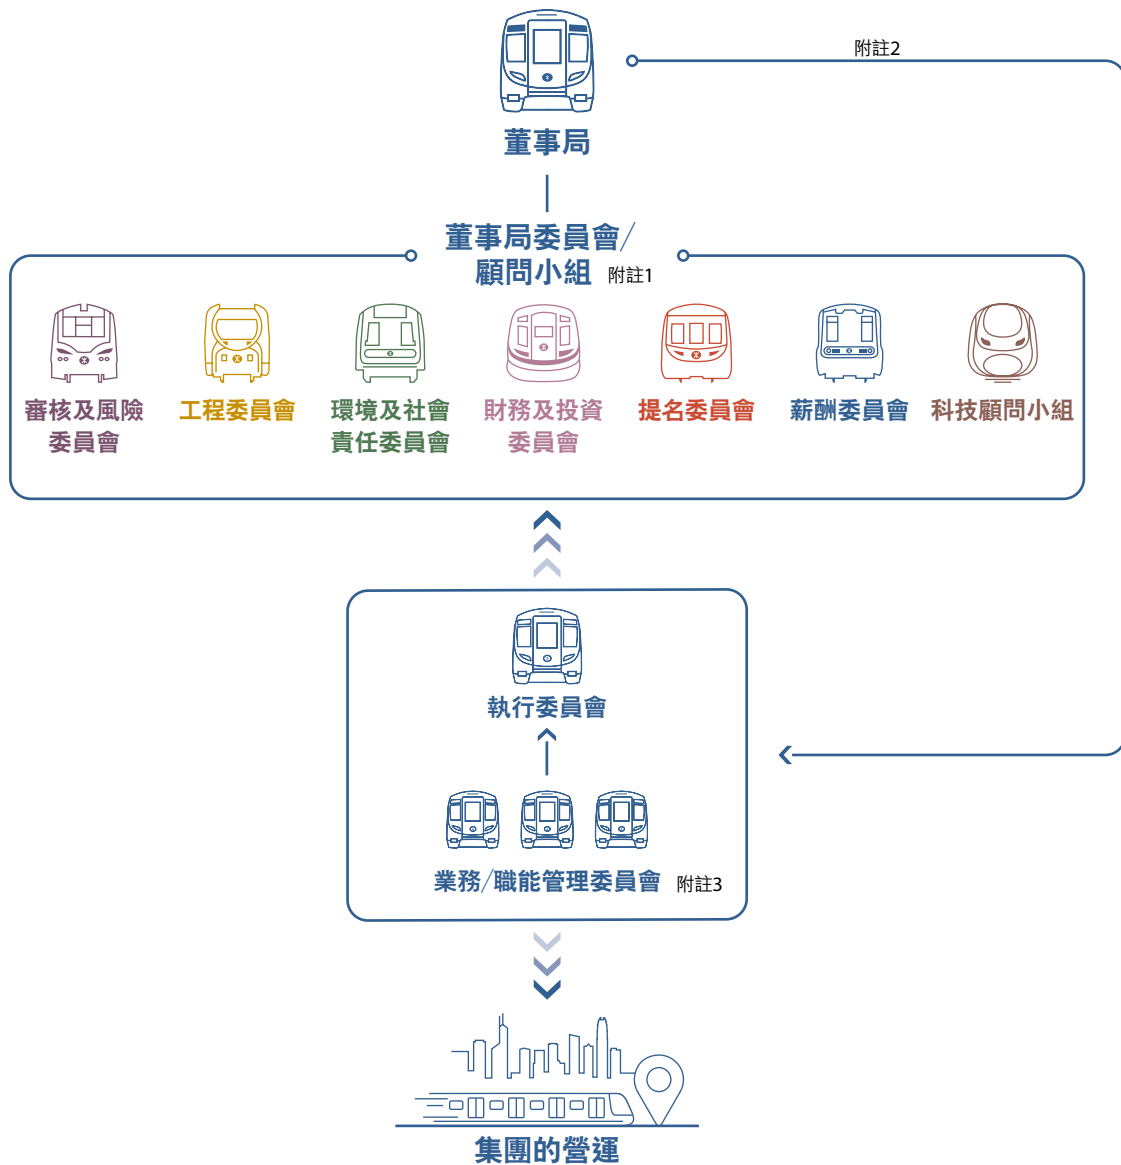 附註2
董事局
董事局委員會/
顧問小組 附註1
審核及風險
委員會
工程委員會
環境及社會
責任委員會
財務及投資
委員會
提名委員會
薪酬委員會
科技顧問小組
執行委員會
業務/職能管理委員會 附註3
集團的營運